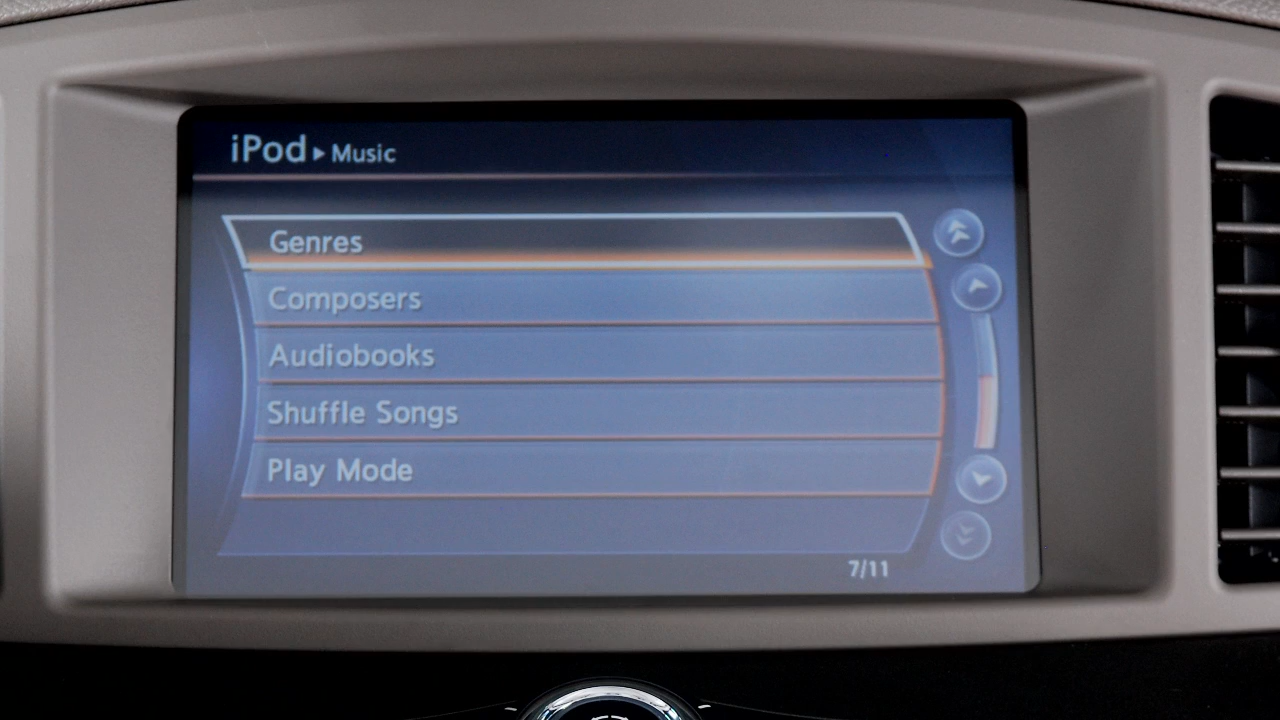 iPod ▸ Music
Genres
Composers
Audiobooks
Shuffle Songs
Play Mode
7/11